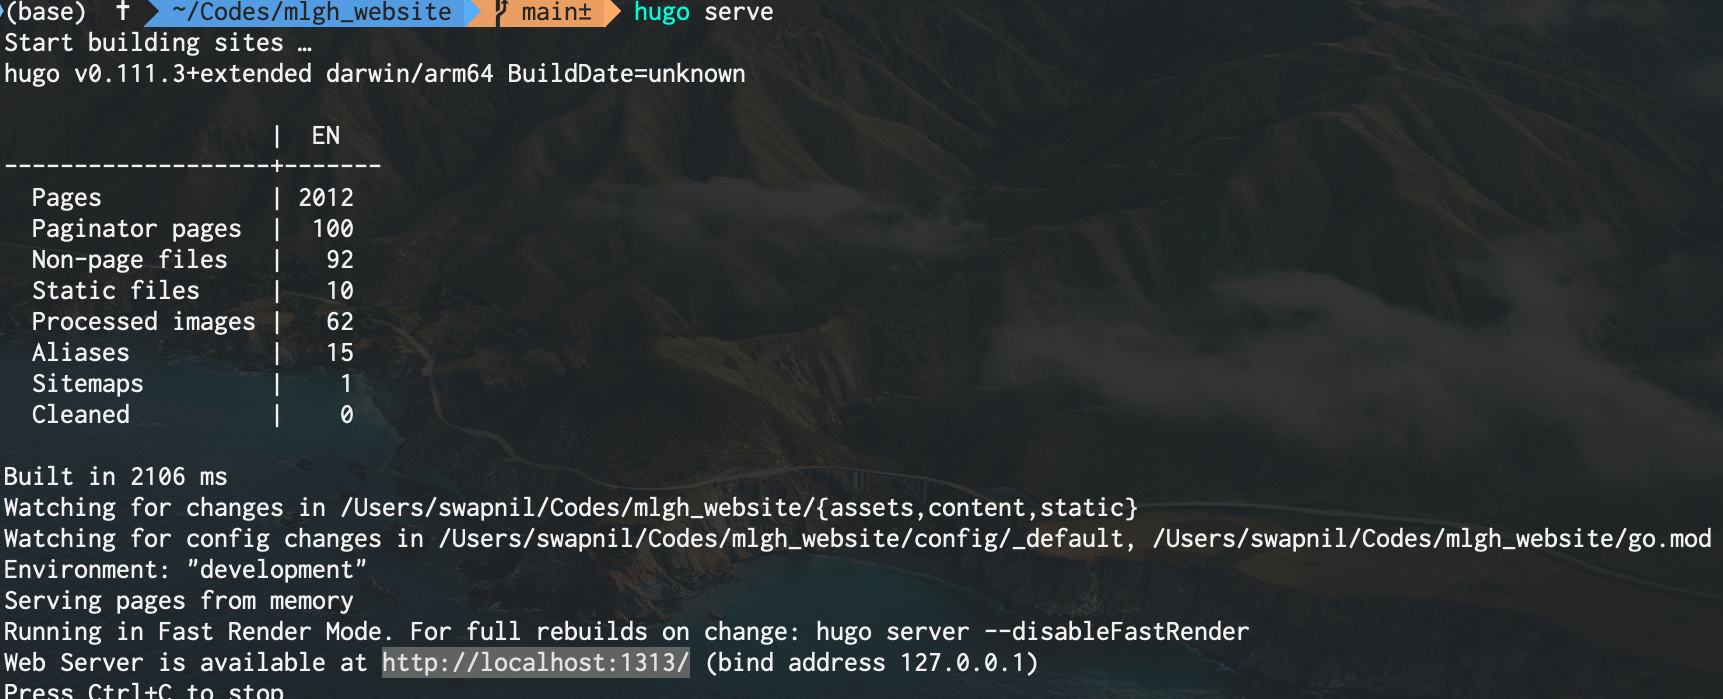 (base) † ~/Codes/mlgh_website main± hugo serve
Start building sites …
hugo v0.111.3+extended darwin/arm64 BuildDate=unknown
| EN
-------------------+-------
Pages | 2012
Paginator pages | 100
Non-page files | 92
Static files | 10
Processed images | 62
Aliases | 15
Sitemaps | 1
Cleaned | 0
Built in 2106 ms
Watching for changes in /Users/swapnil/Codes/mlgh_website/{assets,content,static}
Watching for config changes in /Users/swapnil/Codes/mlgh_website/config/_default, /Users/swapnil/Codes/mlgh_website/go.mod
Environment: "development"
Serving pages from memory
Running in Fast Render Mode. For full rebuilds on change: hugo server --disableFastRender
Web Server is available at http://localhost:1313/ (bind address 127.0.0.1)
Press Ctrl+C to stop